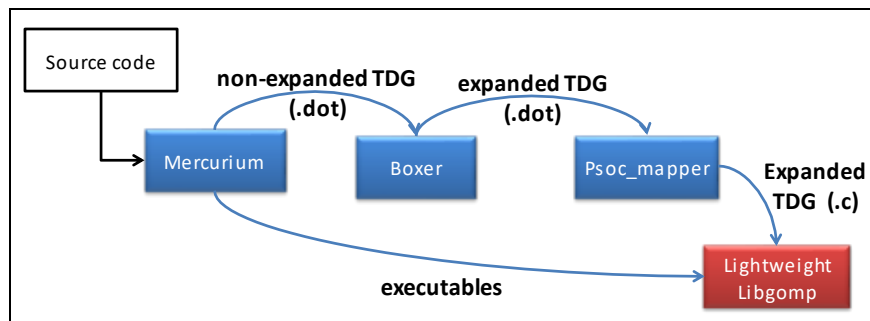 Source code
non-expanded TDG
(.dot)
expanded TDG
(.dot)
Mercurium
Boxer
Psoc_mapper
Expanded
TDG (.c)
executables
Lightweight
Libgomp